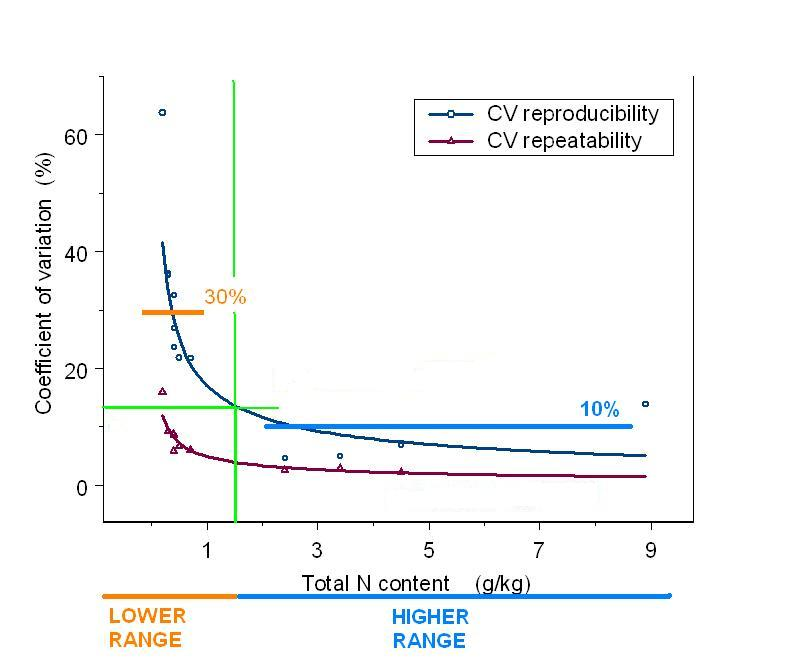 CV reproducibility
CV repeatability
Coefficient of variation (%)
60
40
20
0
30%
10%
1 3 5 7 9
Total N content (g/kg)
LOWER
RANGE
HIGHER
RANGE